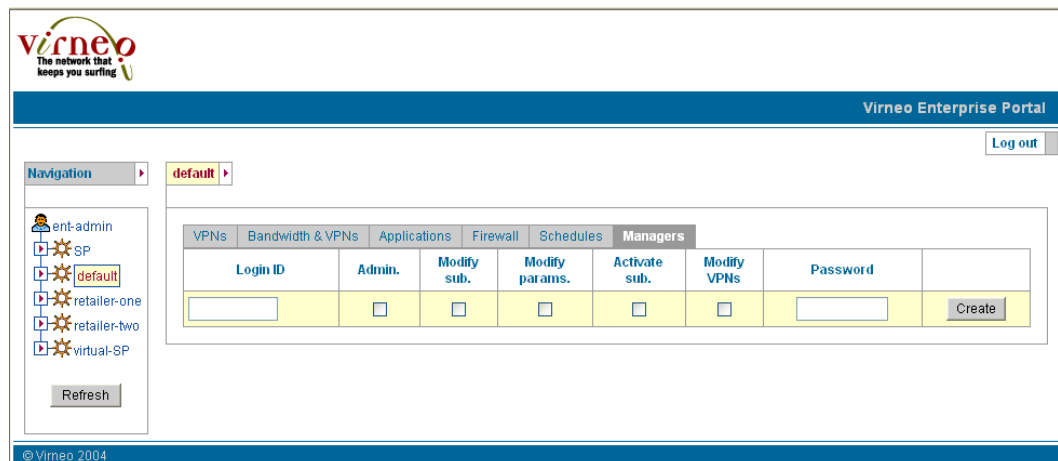 Virneo
The network that
keeps you surfing
Virneo Enterprise Portal
Log out
Navigation
default
ent-admin
SP
default
retailer-one
retailer-two
virtual-SP
Refresh
VPNs Bandwidth & VPNs Applications Firewall Schedules Managers
Login ID Admin. Modify sub. Modify params. Activate sub. Modify VPNs Password
Create
© Virneo 2004